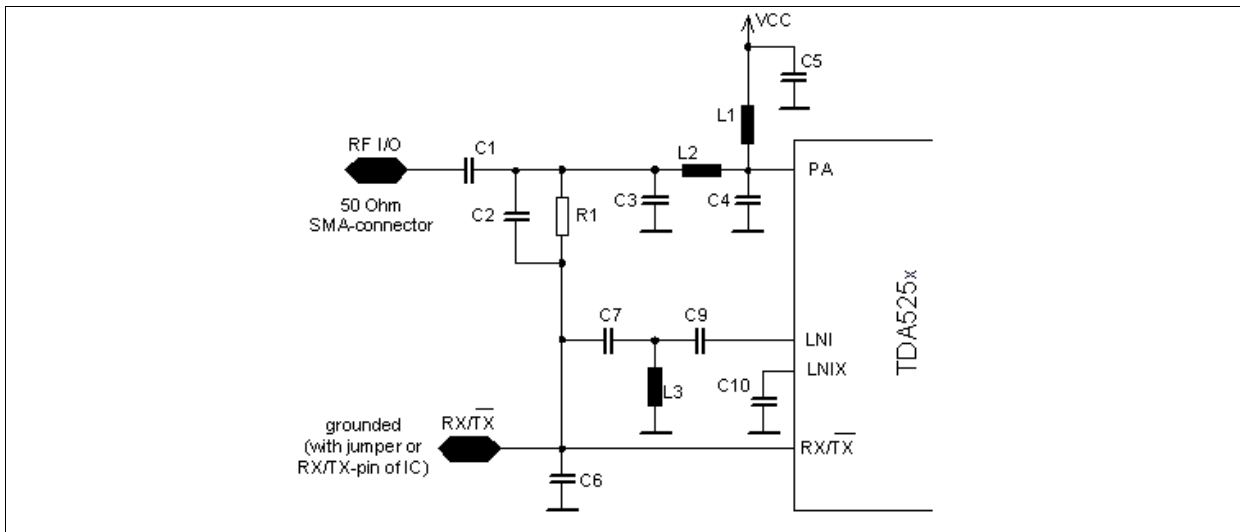 VCC
C5
L1
RF I/O
C1
L2
PA
50 Ohm
SMA-connector
C2
R1
C3
C4
TDA525x
C7
C9
LNI
LNIX
C10
L3
grounded
(with jumper or
RX/TX-pin of IC)
RX/TX
RX/TX
C6